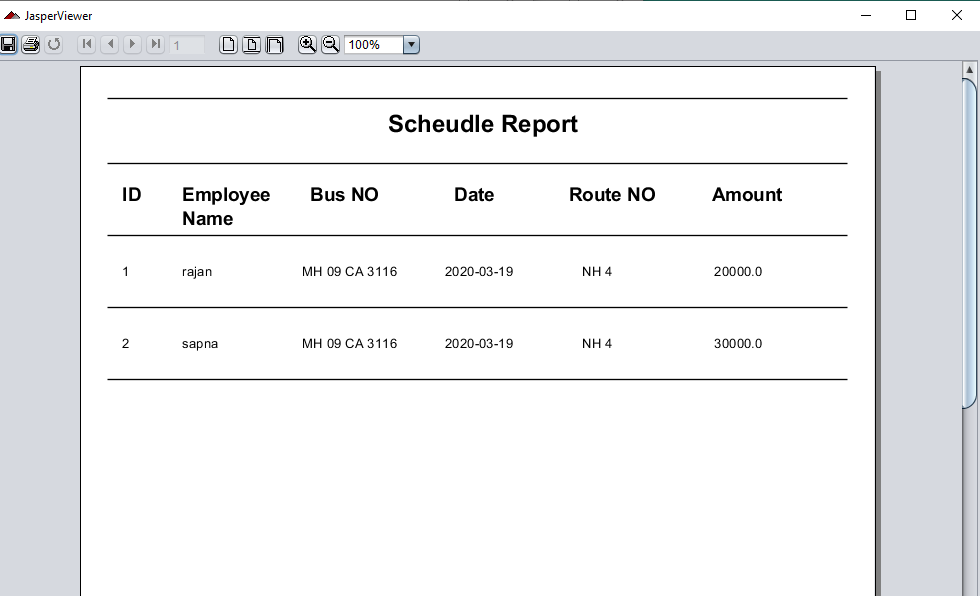 JasperViewer
1
100%
Scheudle Report
ID Employee Name Bus NO Date Route NO Amount
1 rajan MH 09 CA 3116 2020-03-19 NH 4 20000.0
2 sapna MH 09 CA 3116 2020-03-19 NH 4 30000.0